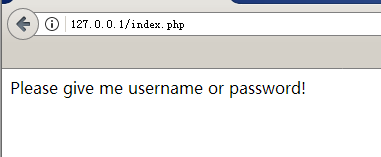 127.0.0.1/index.php
Please give me username or password!